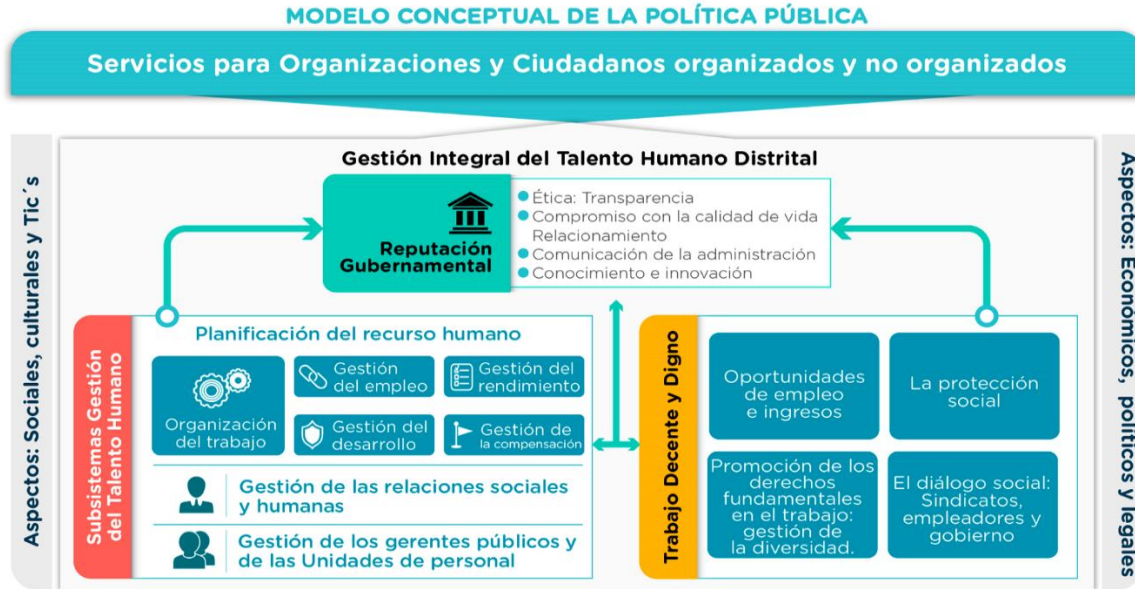 MODELO CONCEPTUAL DE LA POLÍTICA PÚBLICA
Servicios para Organizaciones y Ciudadanos organizados y no organizados
Aspectos: Sociales, culturales y Tic´s
Gestión Integral del Talento Humano Distrital
Reputación
Gubernamental
Ética: Transparencia
Compromiso con la calidad de vida
Relacionamiento
Comunicación de la administración
Conocimiento e innovación
Subsistemas Gestión
del Talento Humano
Planificación del recurso humano
Organización
del trabajo
Gestión
del empleo
Gestión del
rendimiento
Gestión del
desarrollo
Gestión de
la compensación
Gestión de las relaciones sociales
y humanas
Gestión de los gerentes públicos y
de las Unidades de personal
Trabajo Decente y Digno
Oportunidades
de empleo
e ingresos
La protección
social
Promoción de los
derechos
fundamentales
en el trabajo:
gestión de
la diversidad.
El diálogo social:
Sindicatos,
empleadores y
gobierno
Aspectos: Económicos, políticos y legales